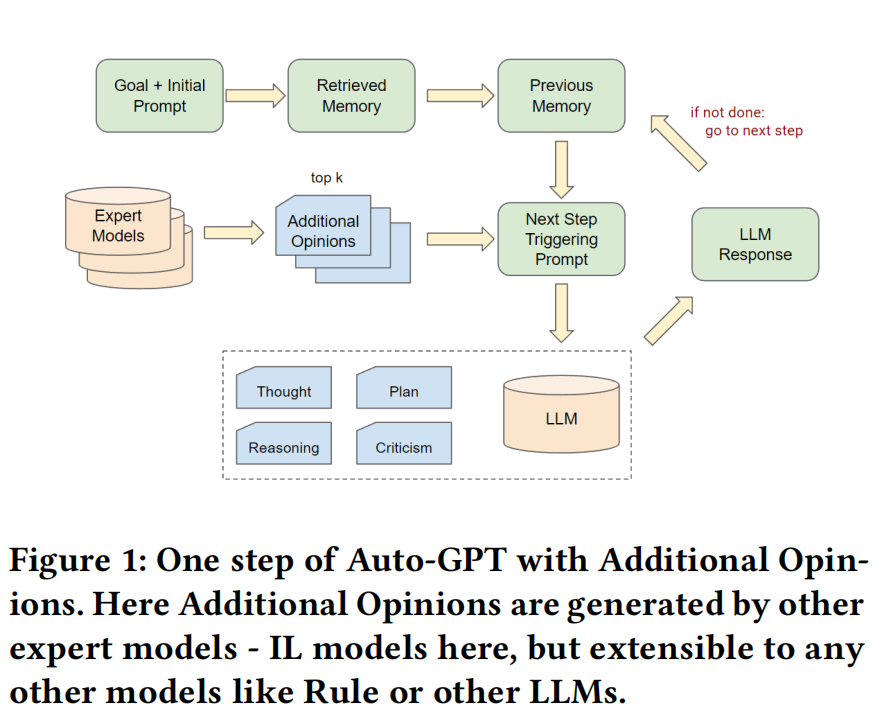 Goal + Initial
Prompt
Retrieved
Memory
Previous
Memory
if not done:
go to next step
Expert
Models
top k
Additional
Opinions
Next Step
Triggering
Prompt
LLM
Response
Thought
Plan
Reasoning
Criticism
LLM
Figure 1: One step of Auto-GPT with Additional Opin-
ions. Here Additional Opinions are generated by other
expert models - IL models here, but extensible to any
other models like Rule or other LLMs.